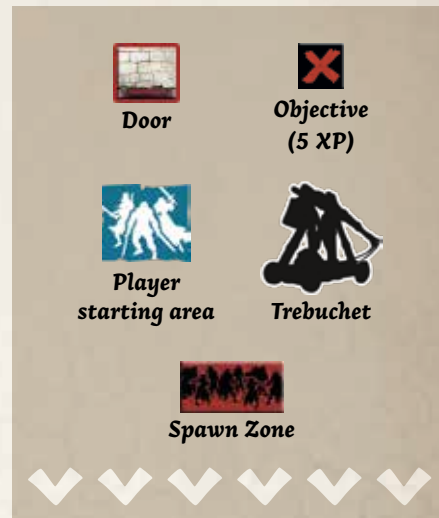 Door
Objective
(5 XP)
Player
starting area
Trebuchet
Spawn Zone